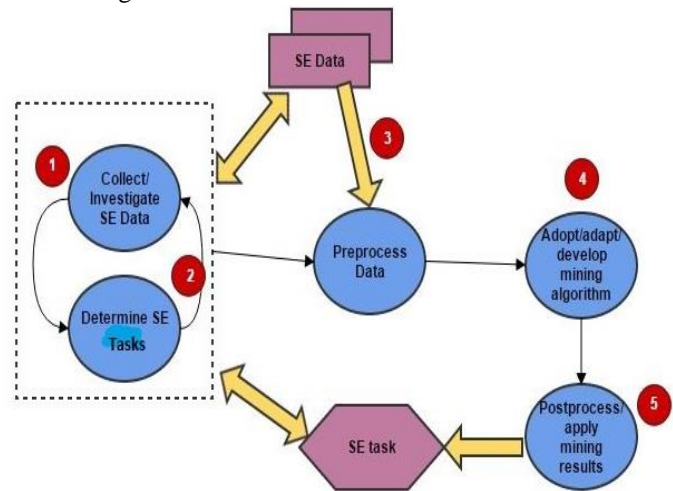 SE Data
3
1
Collect/
Investigate
SE Data
4
2
Preprocess
Data
Adopt/adapt/
develop
mining
algorithm
Determine SE
Tasks
SE task
Postprocess/
apply
mining
results
5